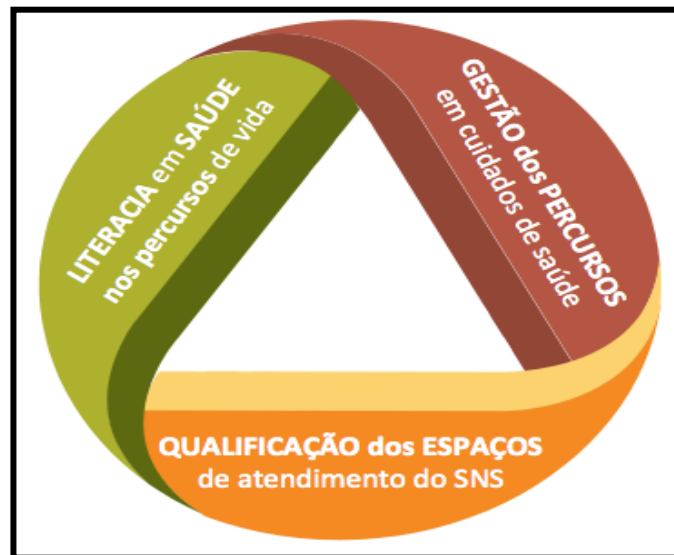 LITERACIA em SAÚDE
nos percursos de vida
GESTÃO dos PERCURSOS
em cuidados de saúde
QUALIFICAÇÃO dos ESPAÇOS
de atendimento do SNS